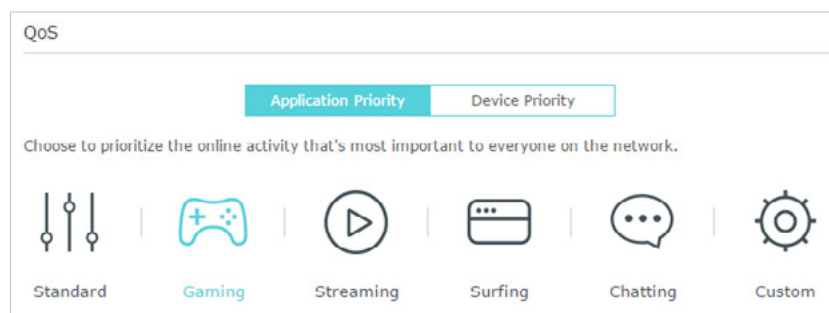 QoS
Application Priority Device Priority
Choose to prioritize the online activity that's most important to everyone on the network.
Standard Gaming Streaming Surfing Chatting Custom